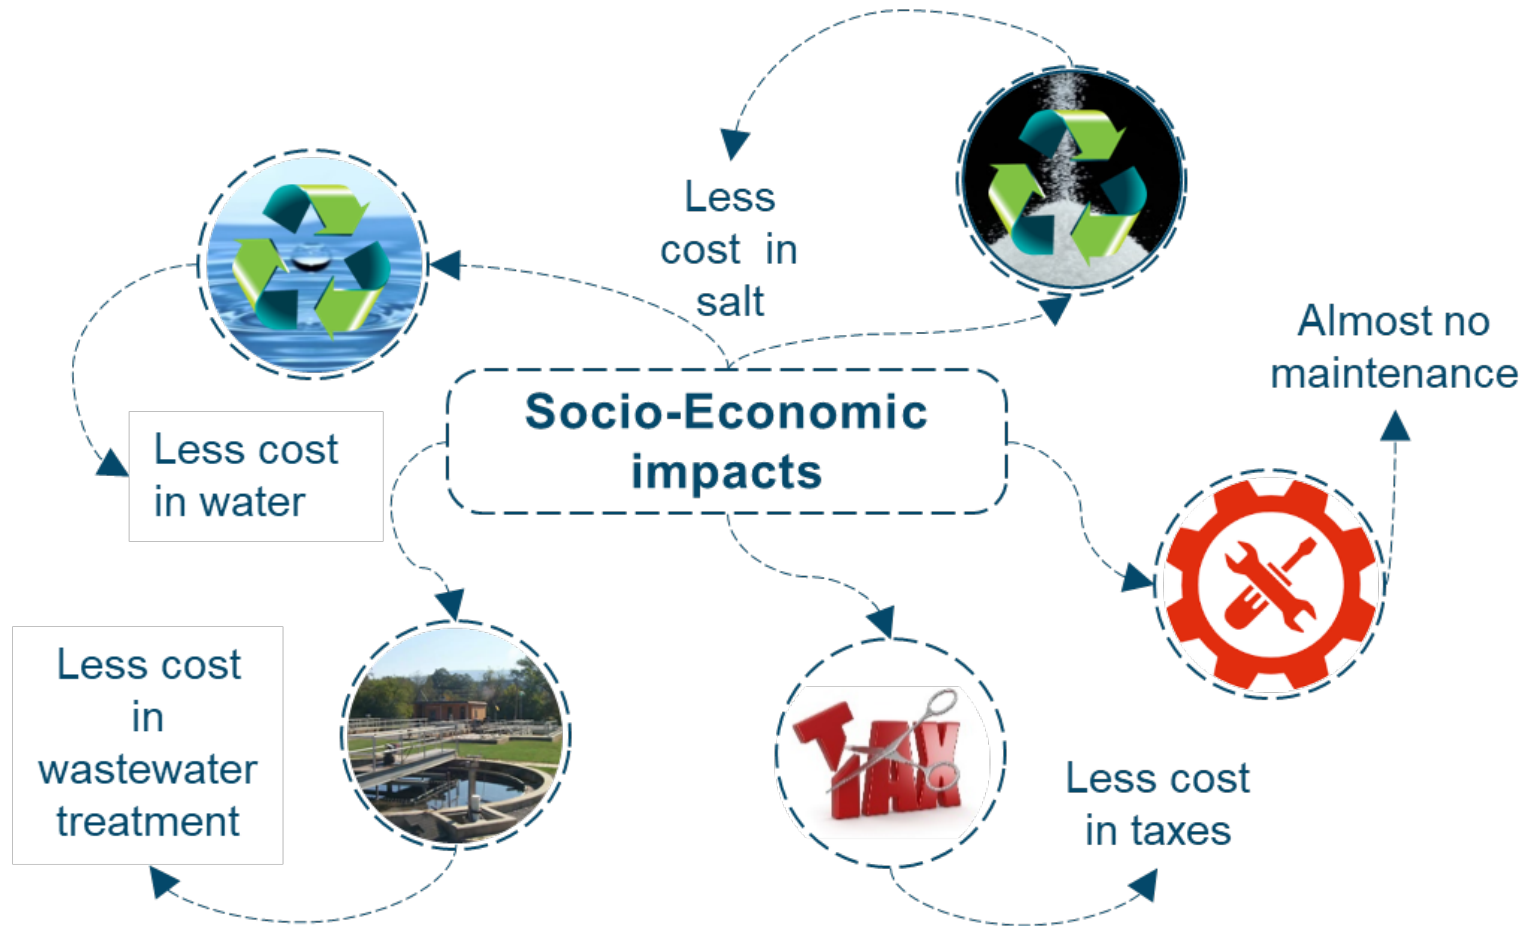 Less
cost in
salt
Almost no
maintenance
Socio-Economic
impacts
Less cost
in water
Less cost
in
wastewater
treatment
TAX
Less cost
in taxes